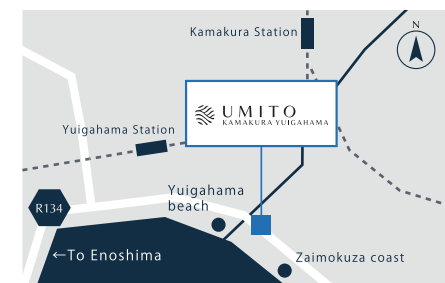 Kamakura Station
N
UMITO
KAMAKURA YUIGAHAMA
Yuigahama Station
Yuigahama
beach
R134
←To Enoshima
Zaimokuza coast